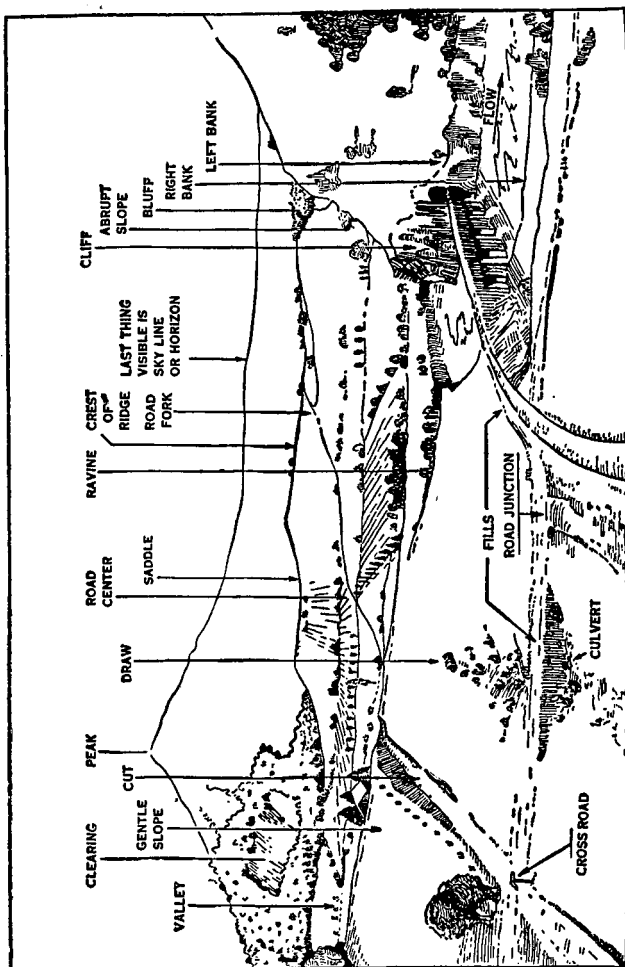 CLEARING
PEAK
CUT
GENTLE
SLOPE
VALLEY
DRAW
ROAD
CENTER
SADDLE
RAVINE
CREST
OF
RIDGE
ROAD
FORK
LAST THING
VISIBLE IS
SKY LINE
OR HORIZON
CLIFF
ABRUPT
SLOPE
BLUFF
RIGHT
BANK
LEFT BANK
FLOW
FILLS
ROAD JUNCTION
CULVERT
CROSS ROAD